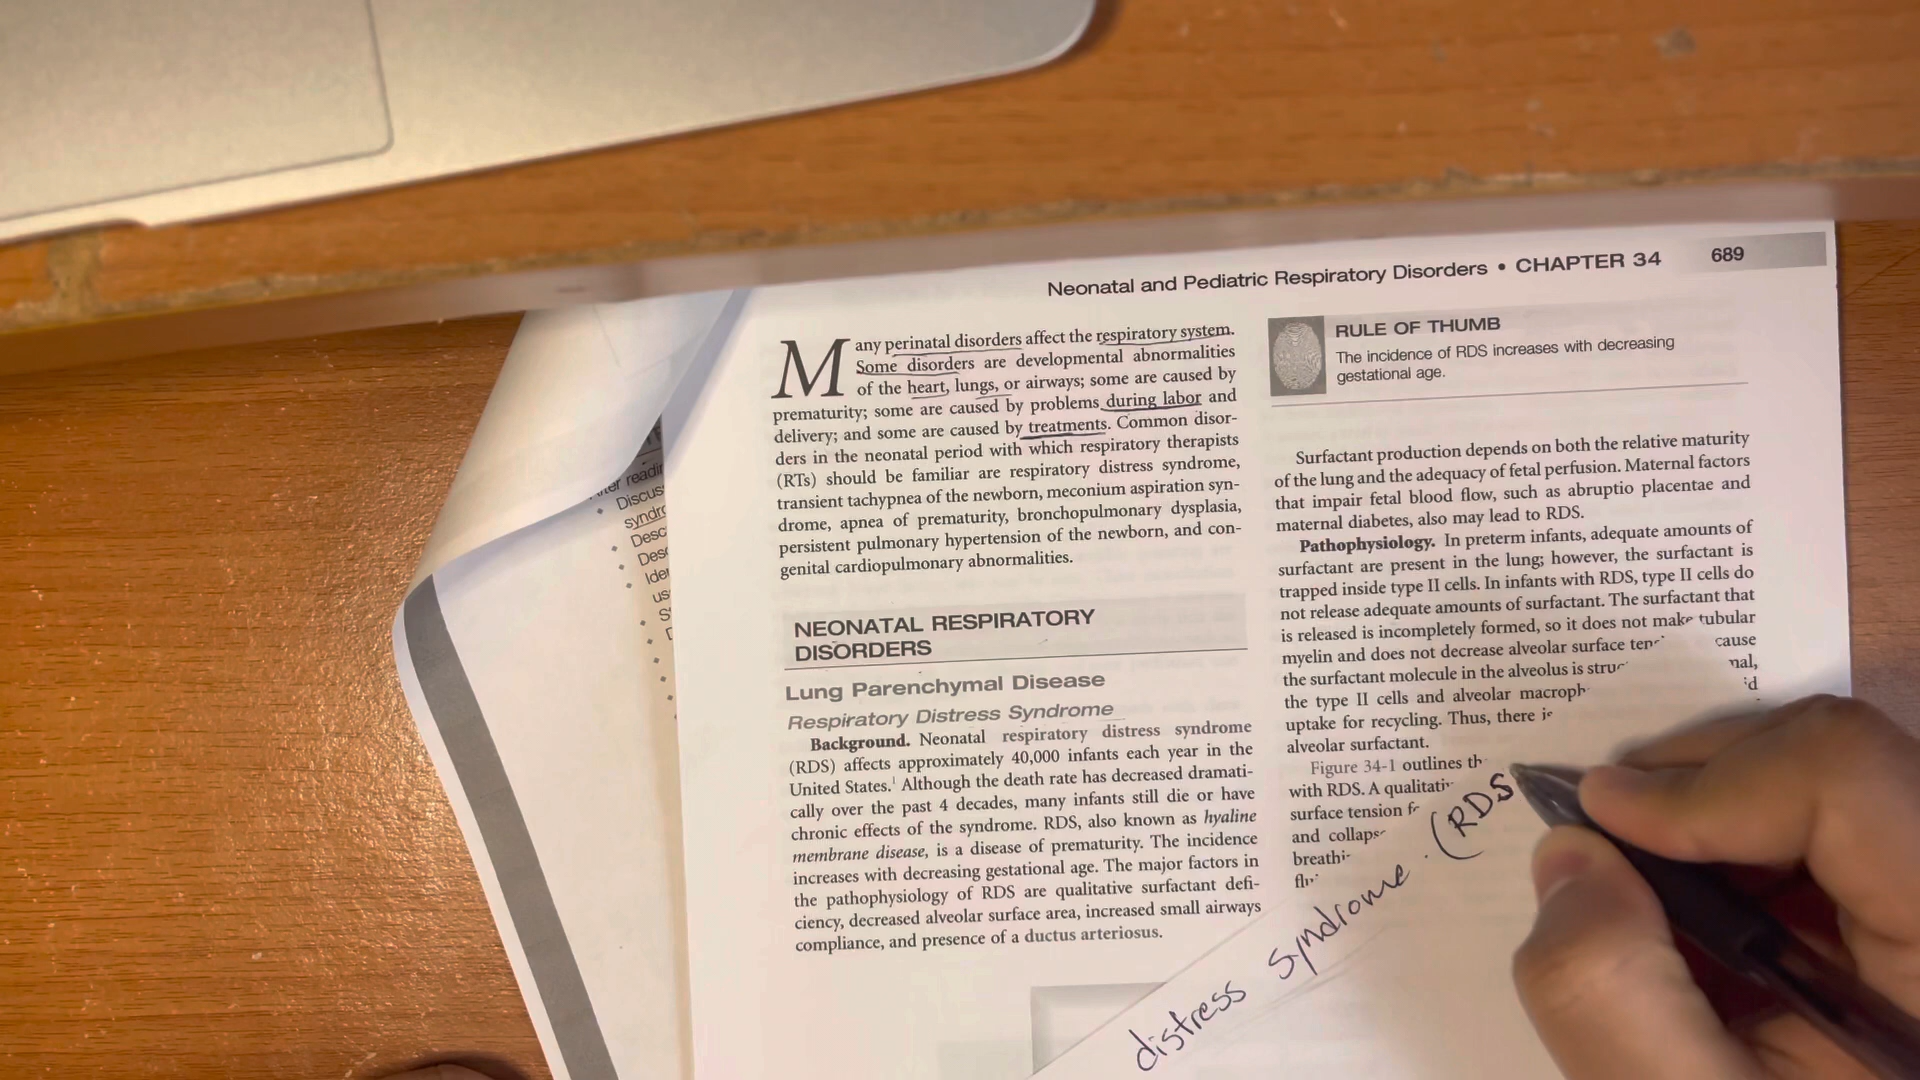 Neonatal and Pediatric Respiratory Disorders • CHAPTER 34 689
Many perinatal disorders affect the respiratory system.
Some disorders are developmental abnormalities
of the heart, lungs, or airways; some are caused by
prematurity; some are caused by problems during labor and
delivery; and some are caused by treatments. Common disor-
ders in the neonatal period with which respiratory therapists
(RTs) should be familiar are respiratory distress syndrome,
transient tachypnea of the newborn, meconium aspiration syn-
drome, apnea of prematurity, bronchopulmonary dysplasia,
persistent pulmonary hypertension of the newborn, and con-
genital cardiopulmonary abnormalities.
NEONATAL RESPIRATORY
DISORDERS
Lung Parenchymal Disease
Respiratory Distress Syndrome
Background. Neonatal respiratory distress syndrome
(RDS) affects approximately 40,000 infants each year in the
United States.¹ Although the death rate has decreased dramati-
cally over the past 4 decades, many infants still die or have
chronic effects of the syndrome. RDS, also known as hyaline
membrane disease, is a disease of prematurity. The incidence
increases with decreasing gestational age. The major factors in
the pathophysiology of RDS are qualitative surfactant defi-
ciency, decreased alveolar surface area, increased small airways
compliance, and presence of a ductus arteriosus.
RULE OF THUMB
The incidence of RDS increases with decreasing
gestational age.
Surfactant production depends on both the relative maturity
of the lung and the adequacy of fetal perfusion. Maternal factors
that impair fetal blood flow, such as abruptio placentae and
maternal diabetes, also may lead to RDS.
Pathophysiology. In preterm infants, adequate amounts of
surfactant are present in the lung; however, the surfactant is
trapped inside type II cells. In infants with RDS, type II cells do
not release adequate amounts of surfactant. The surfactant that
is released is incompletely formed, so it does not make tubular
myelin and does not decrease alveolar surface cause
the surfactant molecule in the alveolus is
the type II cells and alveolar
uptake for recycling. Thus, there
alveolar surfactant.
Figure 34-1 outlines
with RDS. A
surface tension
and
distress syndrome. (RDS